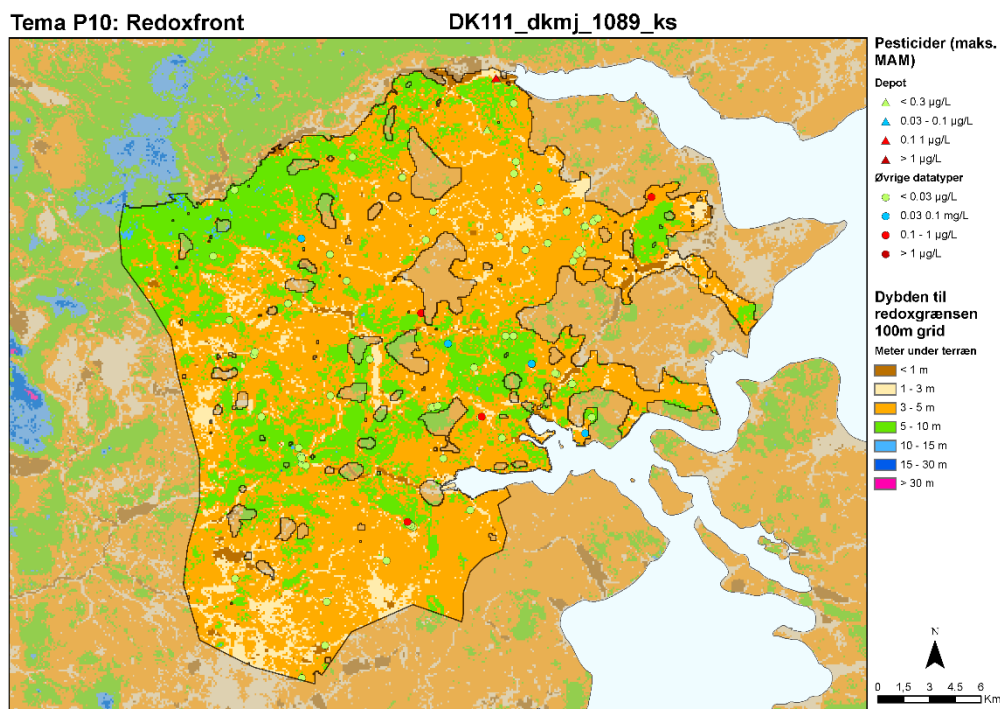 Tema P10: Redoxfront
DK111_dkmj_1089_ks
Pesticider (maks.
MAM)
Depot
< 0.3 µg/L
0.03 - 0.1 µg/L
0.1 1 µg/L
> 1 µg/L
Øvrige datatyper
< 0.03 µg/L
0.03 0.1 mg/L
0.1 - 1 µg/L
> 1 µg/L
Dybden til
redoxgrænsen
100m grid
Meter under terræn
< 1 m
1 - 3 m
3 - 5 m
5 - 10 m
10 - 15 m
15 - 30 m
> 30 m
N
0 1,5 3 4.5 6
Km